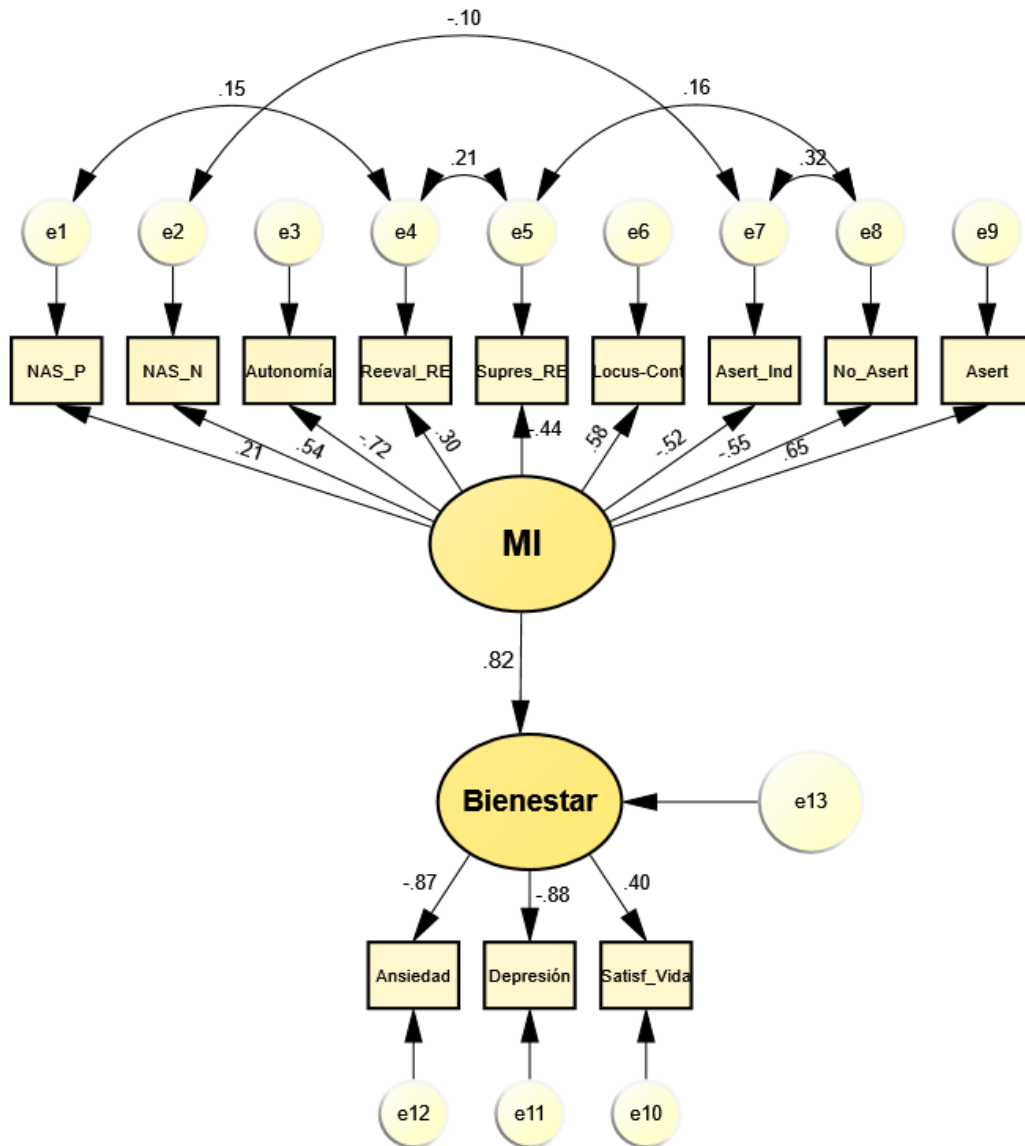 -.10
.15
.16
.21
.32
e1 e2 e3 e4 e5 e6 e7 e8 e9
NAS_P NAS_N Autonomía Reeval_RE Supres_RE Locus-Cont Asert_Ind No_Asert Asert
.21 .54 -.72 .30 -.44 .58 -.52 -.55 .65
MI
.82
Bienestar
e13
-.87 -.88 .40
Ansiedad Depresión Satisf_Vida
e12 e11 e10